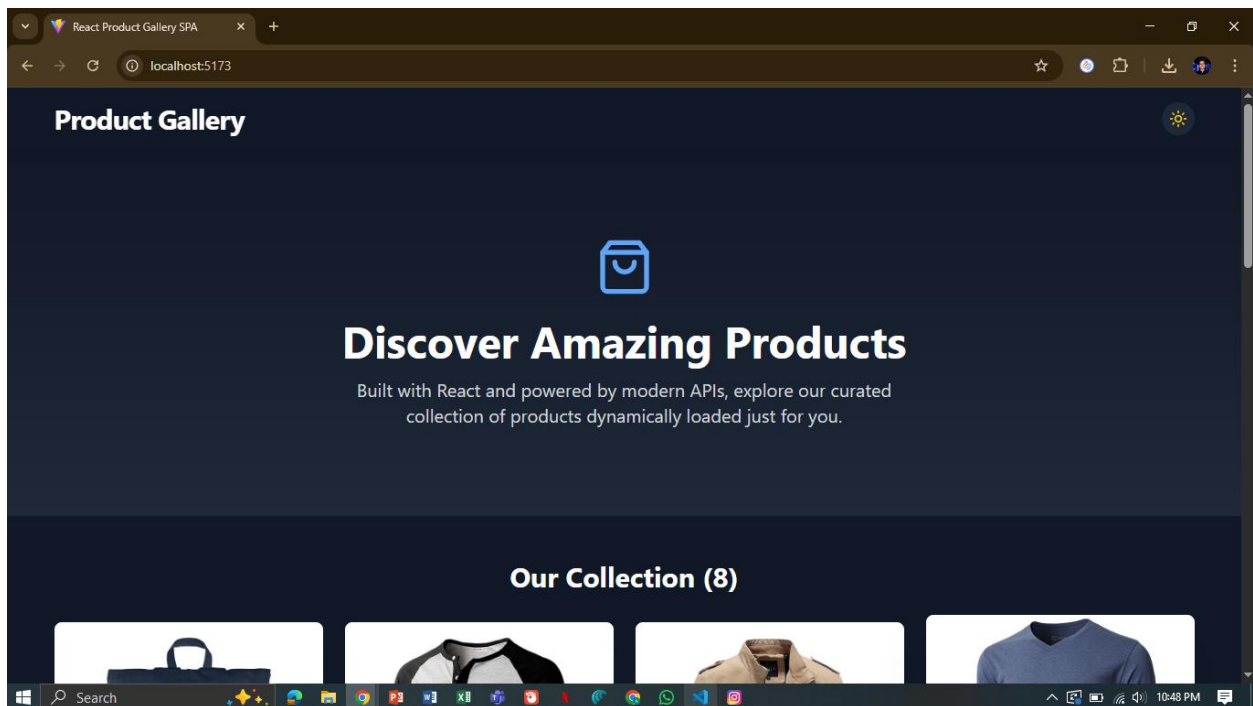 React Product Gallery SPA
localhost:5173
Product Gallery
Discover Amazing Products
Built with React and powered by modern APIs, explore our curated
collection of products dynamically loaded just for you.
Our Collection (8)
Search
10:48 PM